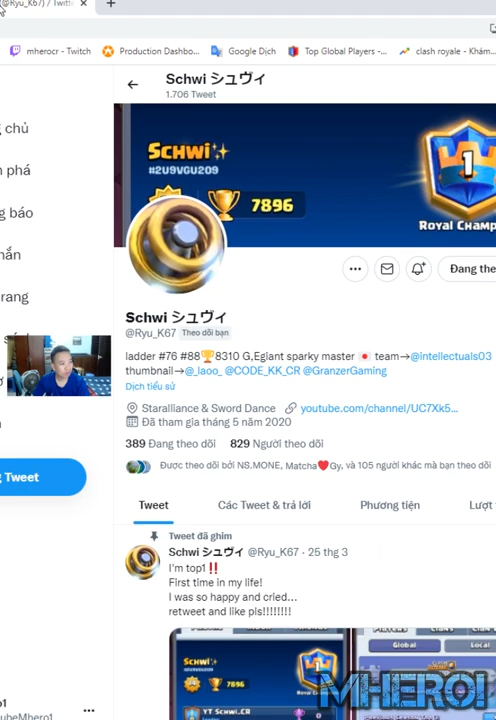 @Ryu_K67) / Twitt
mherocr - Twitch
Production Dashbo...
Google Dịch
Top Global Players -...
clash royale - Khám
Schwi シュヴィ
1.706 Tweet
g chủ
n phá
g báo
hắn
rang
SCHWI
#2U9VGU209
7896
1
Royal Champ
Đang the
Schwi シュヴィ
@Ryu_K67 Theo dõi bạn
ladder #76 #88🏆8310 G,Egiant sparky master 🇯🇵 team→@intellectuals03
thumbnail→@_laoo_ @CODE_KK_CR @GranzerGaming
Dịch tiểu sử
Staralliance & Sword Dance youtube.com/channel/UC7Xk5...
Đã tham gia tháng 5 năm 2020
389 Đang theo dõi 829 Người theo dõi
Được theo dõi bởi NS.MONE, Matcha❤️Gy, và 105 người khác mà bạn theo dõi
Tweet
Tweet Các Tweet & trả lời Phương tiện Lượt
Tweet đã ghim
Schwi シュヴィ @Ryu_K67 · 25 thg 3
I'm top1‼️
First time in my life!
I was so happy and cried...
retweet and like pls!!!!!!!!
SCHWI
7896
YT SCHWI.CR
Global
Local
o1
ubeMhero1
MHERO1